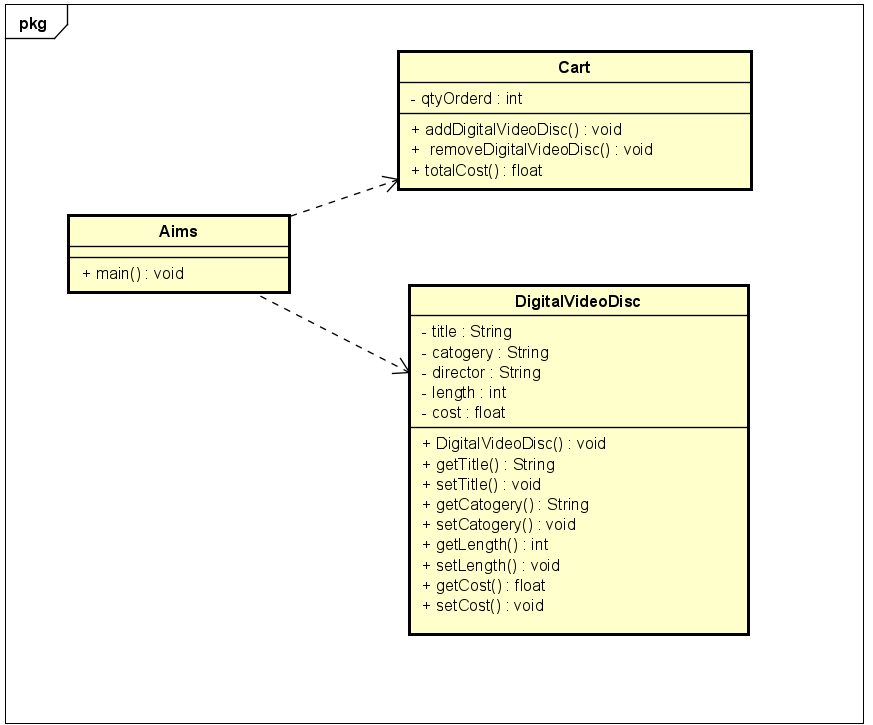 pkg
Cart
- qtyOrderd : int
+ addDigitalVideoDisc() : void
+ removeDigitalVideoDisc() : void
+ totalCost() : float
Aims
+ main() : void
DigitalVideoDisc
- title : String
- catogery : String
- director : String
- length : int
- cost : float
+ DigitalVideoDisc() : void
+ getTitle() : String
+ setTitle() : void
+ getCatogery() : String
+ setCatogery() : void
+ getLength() : int
+ setLength() : void
+ getCost() : float
+ setCost() : void